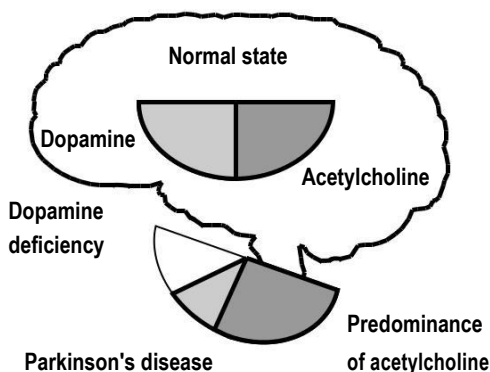 Normal state
Dopamine
Acetylcholine
Dopamine
deficiency
Predominance
of acetylcholine
Parkinson's disease